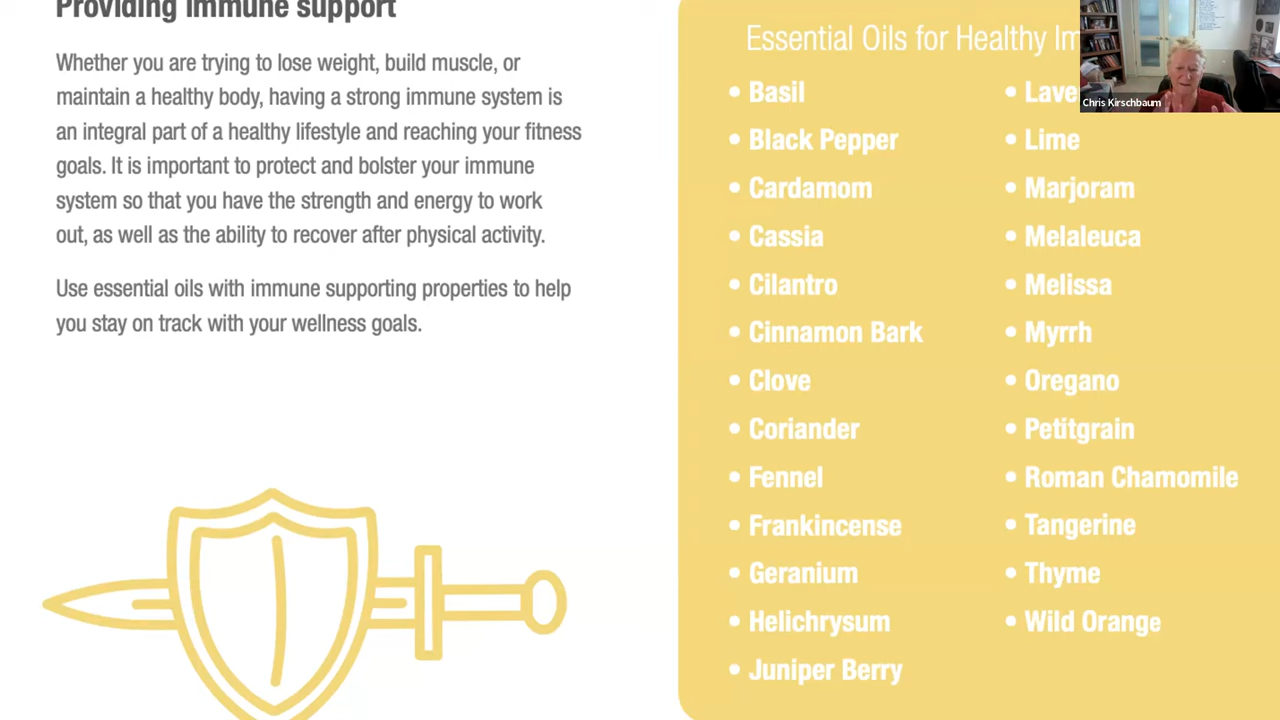 Providing immune support
Whether you are trying to lose weight, build muscle, or
maintain a healthy body, having a strong immune system is
an integral part of a healthy lifestyle and reaching your fitness
goals. It is important to protect and bolster your immune
system so that you have the strength and energy to work
out, as well as the ability to recover after physical activity.
Use essential oils with immune supporting properties to help
you stay on track with your wellness goals.
Essential Oils for Healthy Im
• Basil
• Black Pepper
• Cardamom
• Cassia
• Cilantro
• Cinnamon Bark
• Clove
• Coriander
• Fennel
• Frankincense
• Geranium
• Helichrysum
• Juniper Berry
• Lave
• Lime
• Marjoram
• Melaleuca
• Melissa
• Myrrh
• Oregano
• Petitgrain
• Roman Chamomile
• Tangerine
• Thyme
• Wild Orange
Chris Kirschbaum